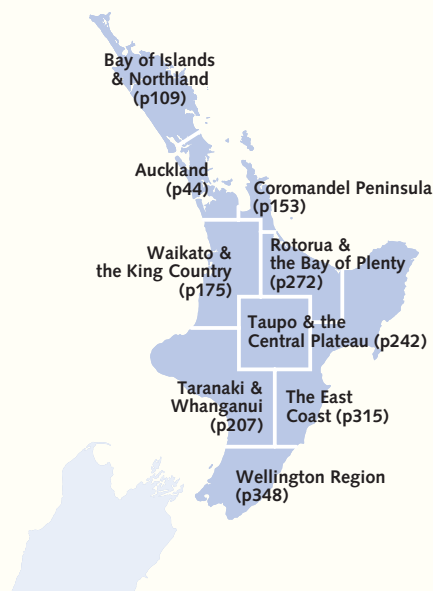 Bay of Islands
& Northland
(p109)
Auckland
(p44)
Coromandel Peninsula
(p153)
Waikato &
the King Country
(p175)
Rotorua &
the Bay of Plenty
(p272)
Taupo & the
Central Plateau (p242)
Taranaki &
Whanganui
(p207)
The East
Coast (p315)
Wellington Region
(p348)